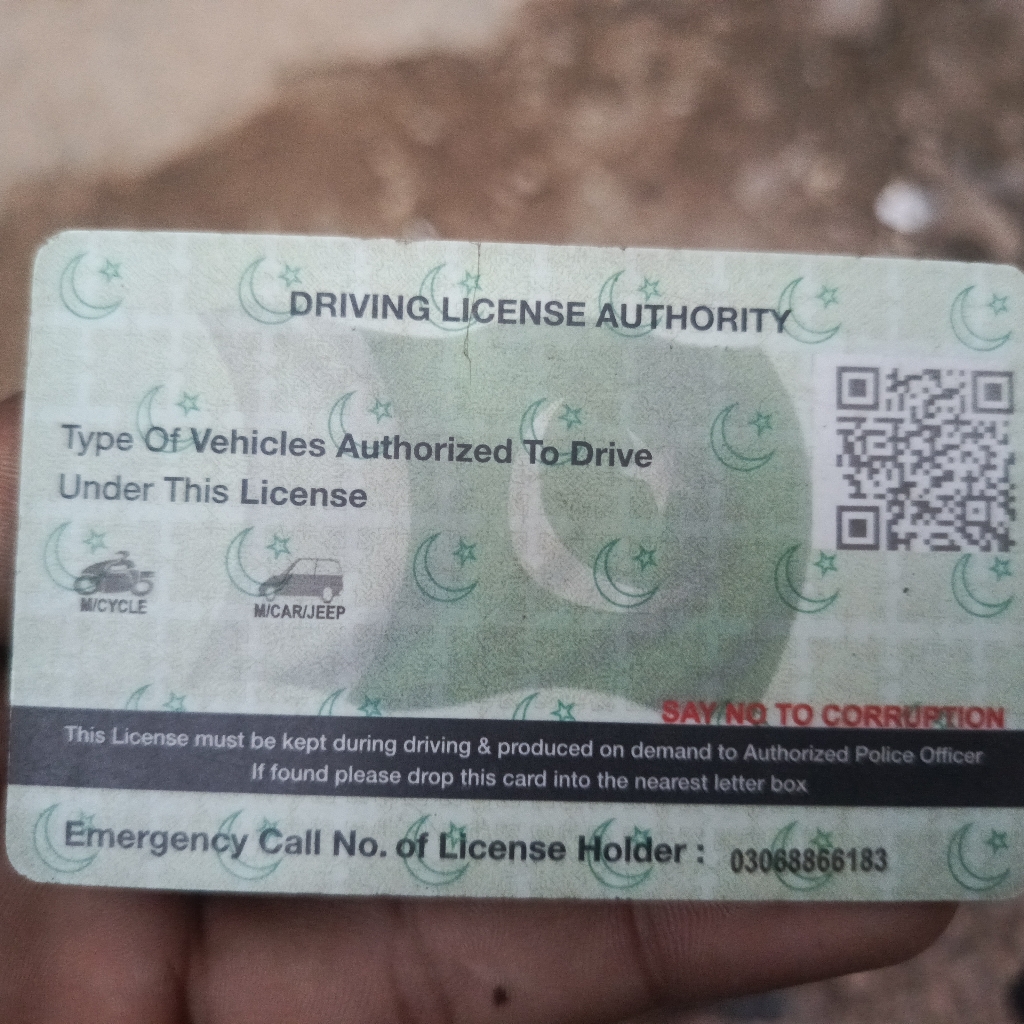 DRIVING LICENSE AUTHORITY
Type Of Vehicles Authorized To Drive
Under This License
M/CYCLE
M/CAR/JEEP
SAY NO TO CORRUPTION
This License must be kept during driving & produced on demand to Authorized Police Officer
If found please drop this card into the nearest letter box
Emergency Call No. of License Holder : 03068866183